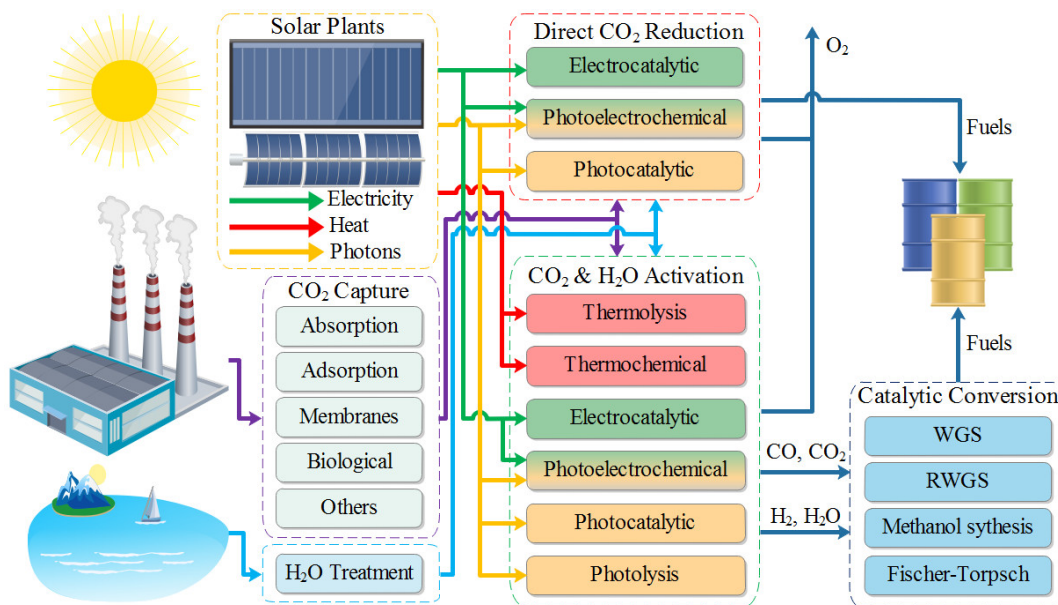 Solar Plants
Electricity
Heat
Photons
CO₂ Capture
Absorption
Adsorption
Membranes
Biological
Others
H₂O Treatment
Direct CO₂ Reduction
Electrocatalytic
Photoelectrochemical
Photocatalytic
CO₂ & H₂O Activation
Thermolysis
Thermochemical
Electrocatalytic
Photoelectrochemical
Photocatalytic
Photolysis
O₂
Fuels
Fuels
CO, CO₂
H₂, H₂O
Catalytic Conversion
WGS
RWGS
Methanol sythesis
Fischer-Torpsch